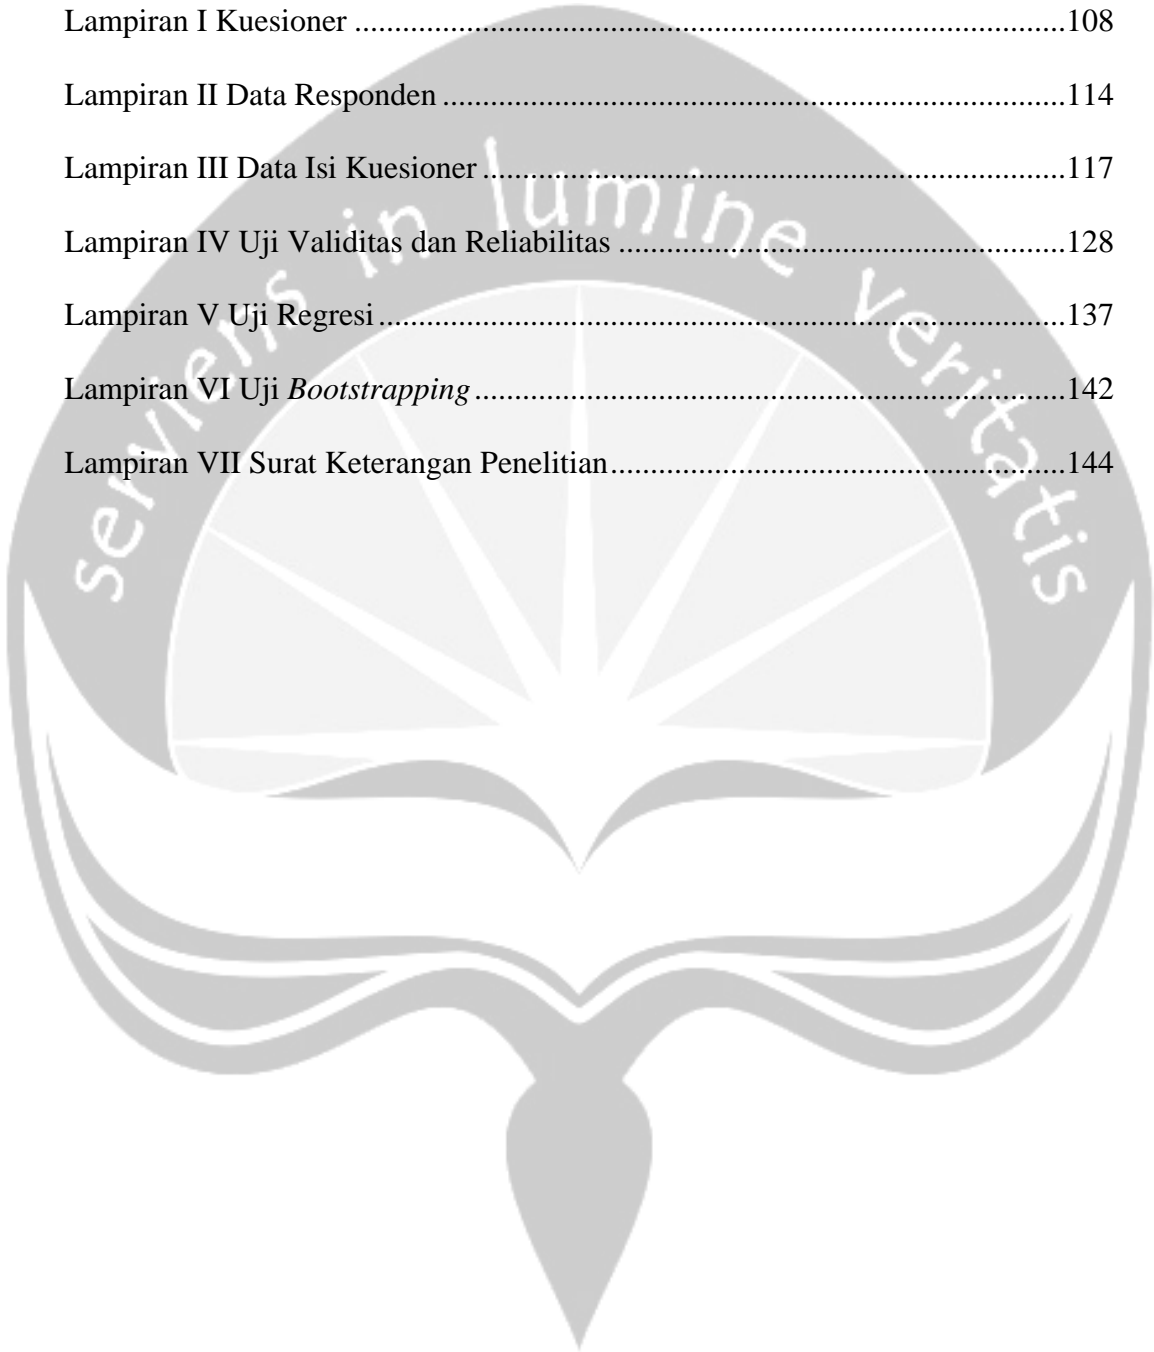 Lampiran I Kuesioner ..........................................................................................108
Lampiran II Data Responden ...............................................................................114
Lampiran III Data Isi Kuesioner ..........................................................................117
Lampiran IV Uji Validitas dan Reliabilitas ......................................................128
Lampiran V Uji Regresi .......................................................................................137
Lampiran VI Uji Bootstrapping ...........................................................................142
Lampiran VII Surat Keterangan Penelitian ..........................................................144
serviens in lumine veritatis